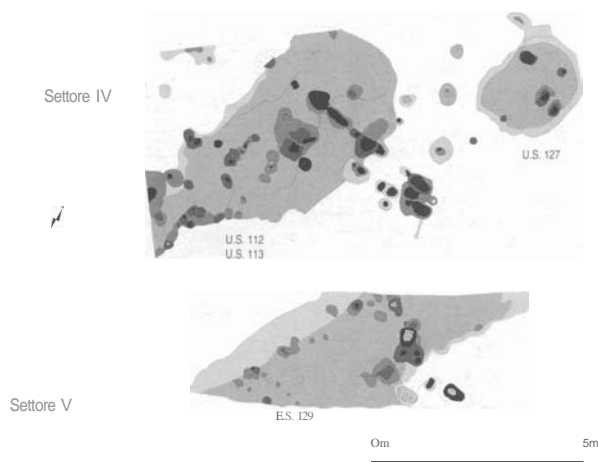 Settore IV
U.S. 127
U.S. 112
U.S. 113
Settore V
E.S. 129
Om 5m